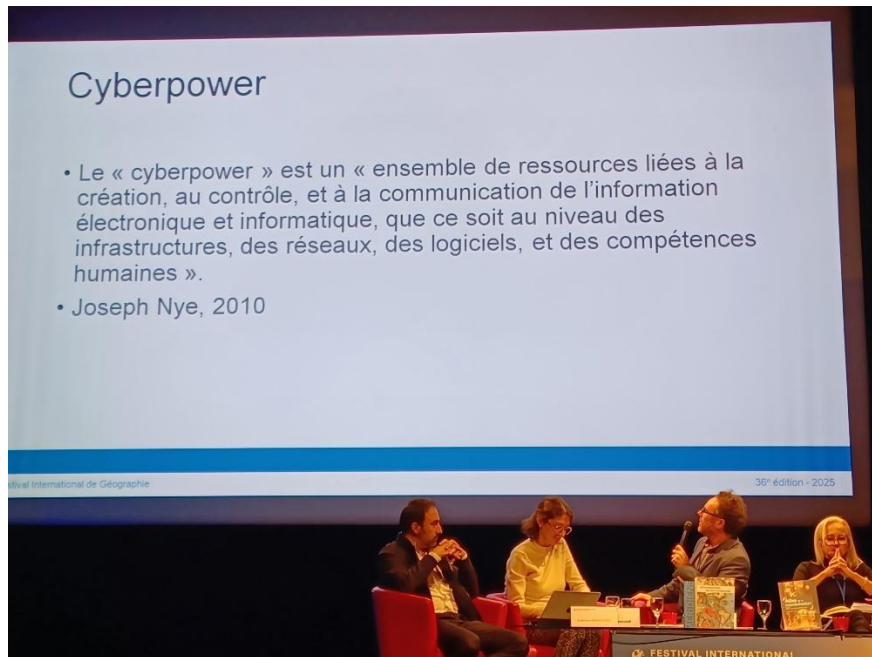 Cyberpower
• Le « cyberpower » est un « ensemble de ressources liées à la
création, au contrôle, et à la communication de l'information
électronique et informatique, que ce soit au niveau des
infrastructures, des réseaux, des logiciels, et des compétences
humaines ».
• Joseph Nye, 2010
stival International de Géographie
36e édition - 2025
FESTIVAL INTERNATIONAL